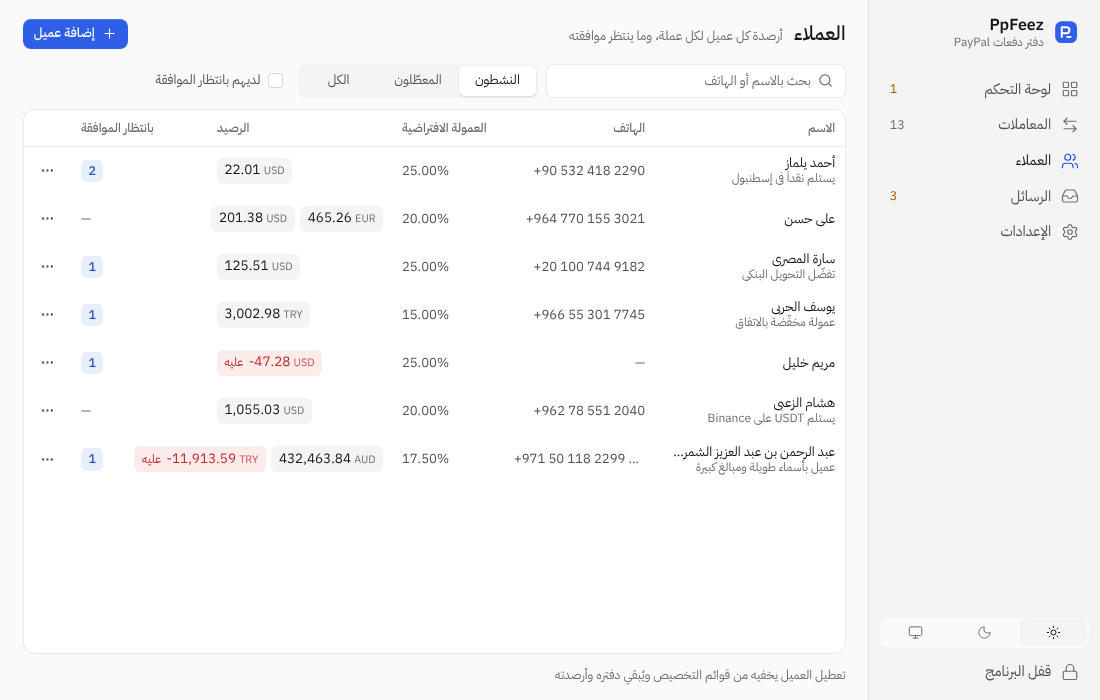 PpFeez
دفتر دفعات PayPal
لوحة التحكم 1
المعاملات 13
العملاء
الرسائل 3
الإعدادات
قفل البرنامج
العملاء أرصدة كل عميل لكل عملة، وما ينتظر موافقته
إضافة عميل
بحث بالاسم أو الهاتف
النشطون المعطّلون الكل
لديهم بانتظار الموافقة
الاسم الهاتف العمولة الافتراضية الرصيد بانتظار الموافقة
أحمد يلماز +90 532 418 2290 25.00% 22.01 USD 2
يستلم نقداً في إسطنبول
علي حسن +964 770 155 3021 20.00% 465.26 EUR 201.38 USD —
سارة المصري +20 100 744 9182 25.00% 125.51 USD 1
تفضّل التحويل البنكي
يوسف الحربي +966 55 301 7745 15.00% 3,002.98 TRY 1
عمولة مخفّضة بالاتفاق
مريم خليل — 25.00% -47.28 USD عليه 1
هشام الزعبي +962 78 551 2040 20.00% 1,055.03 USD —
يستلم USDT على Binance
عبد الرحمن بن عبد العزيز الشمر... +971 50 118 2299 ... 17.50% 432,463.84 AUD -11,913.59 TRY عليه 1
عميل بأسماء طويلة ومبالغ كبيرة
تعطيل العميل يخفيه من قوائم التخصيص ويُبقي دفتره وأرصدته